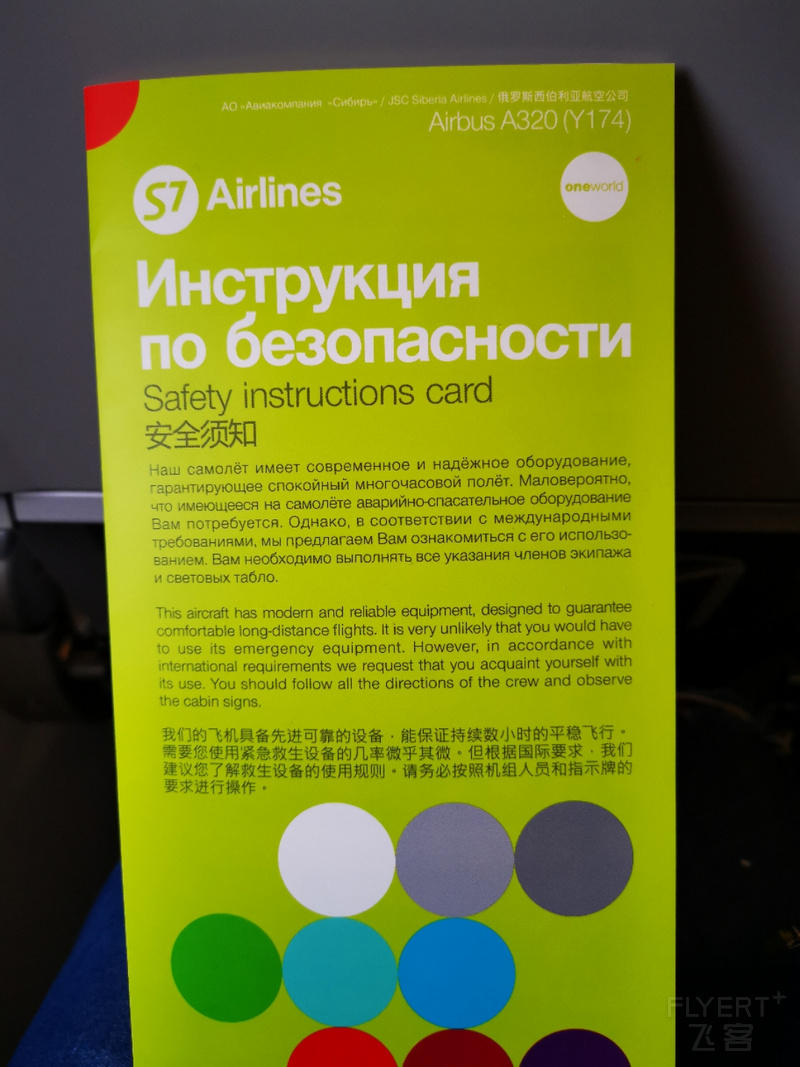 АО «Авиакомпания «Сибирь» / JSC Siberia Airlines / 俄罗斯西伯利亚航空公司
Airbus A320 (Y174)
S7 Airlines
oneworld
Инструкция
по безопасности
Safety instructions card
安全须知
Наш самолёт имеет современное и надёжное оборудование,
гарантирующее спокойный многочасовой полёт. Маловероятно,
что имеющееся на самолёте аварийно-спасательное оборудование
Вам потребуется. Однако, в соответствии с международными
требованиями, мы предлагаем Вам ознакомиться с его использо-
ванием. Вам необходимо выполнять все указания членов экипажа
и световых табло.
This aircraft has modern and reliable equipment, designed to guarantee
comfortable long-distance flights. It is very unlikely that you would have
to use its emergency equipment. However, in accordance with
international requirements we request that you acquaint yourself with
its use. You should follow all the directions of the crew and observe
the cabin signs.
我们的飞机具备先进可靠的设备，能保证持续数小时的平稳飞行。
需要您使用紧急救生设备的几率微乎其微。但根据国际要求，我们
建议您了解救生设备的使用规则。请务必按照机组人员和指示牌的
要求进行操作。
FLYERT+
飞客